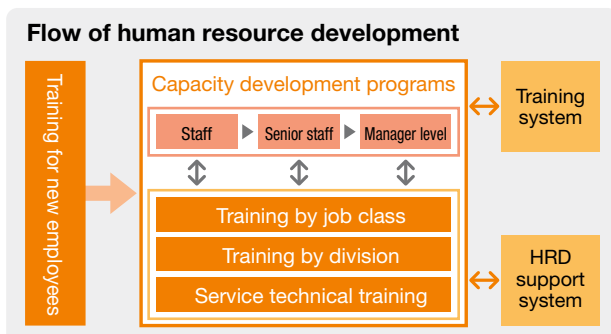 Flow of human resource development
Training for new employees
Capacity development programs
Staff
Senior staff
Manager level
Training by job class
Training by division
Service technical training
Training
system
HRD
support
system